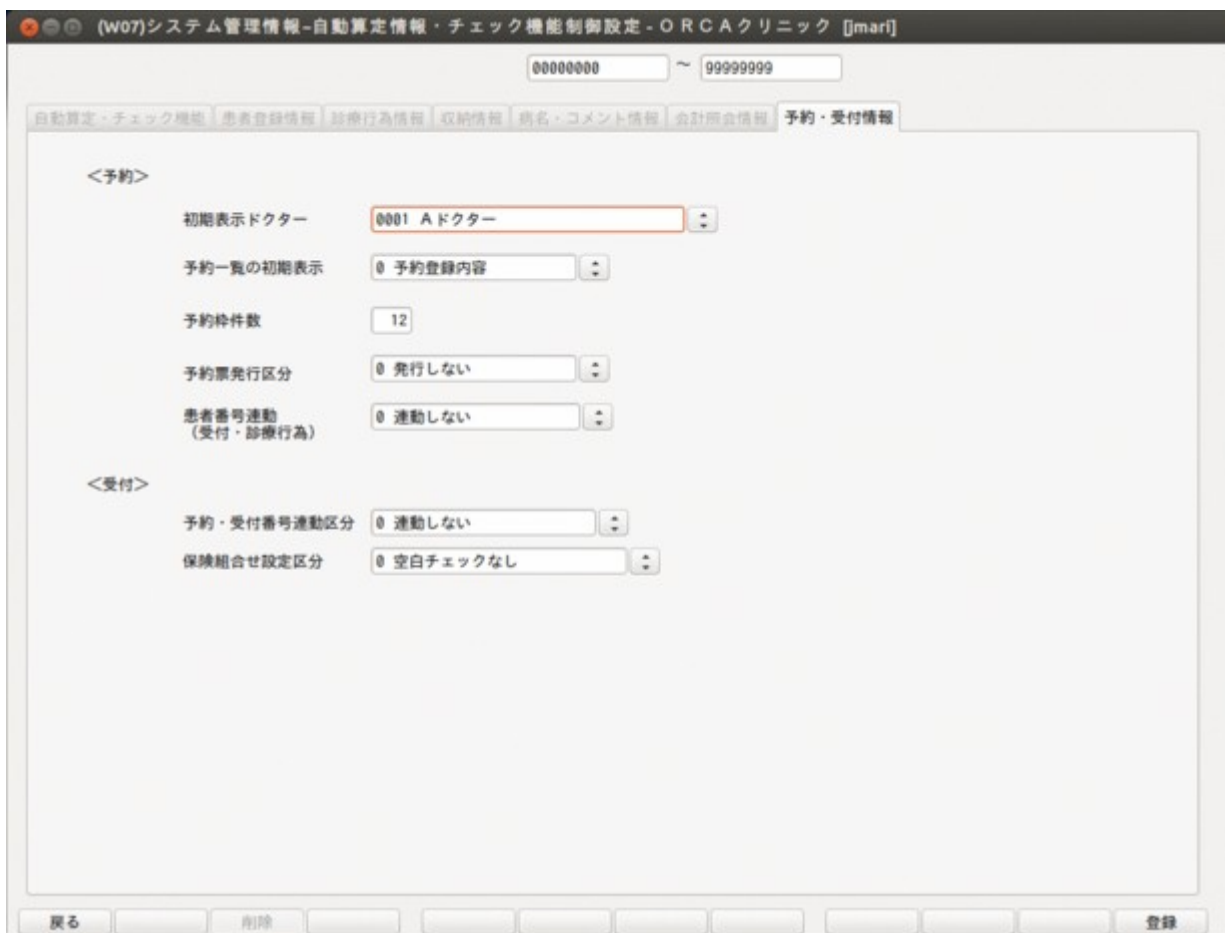 (W07)システム管理情報-自動算定情報・チェック機能制御設定-ORCAクリニック [jmari]
00000000 ～ 99999999
自動算定・チェック機能 患者登録情報 診療行為情報 収納情報 病名・コメント情報 会計照会情報 予約・受付情報
＜予約＞
初期表示ドクター 0001 Aドクター
予約一覧の初期表示 0 予約登録内容
予約枠件数 12
予約票発行区分 0 発行しない
患者番号連動 0 連動しない
（受付・診療行為）
＜受付＞
予約・受付番号連動区分 0 連動しない
保険組合せ設定区分 0 空白チェックなし
戻る 削除 登録